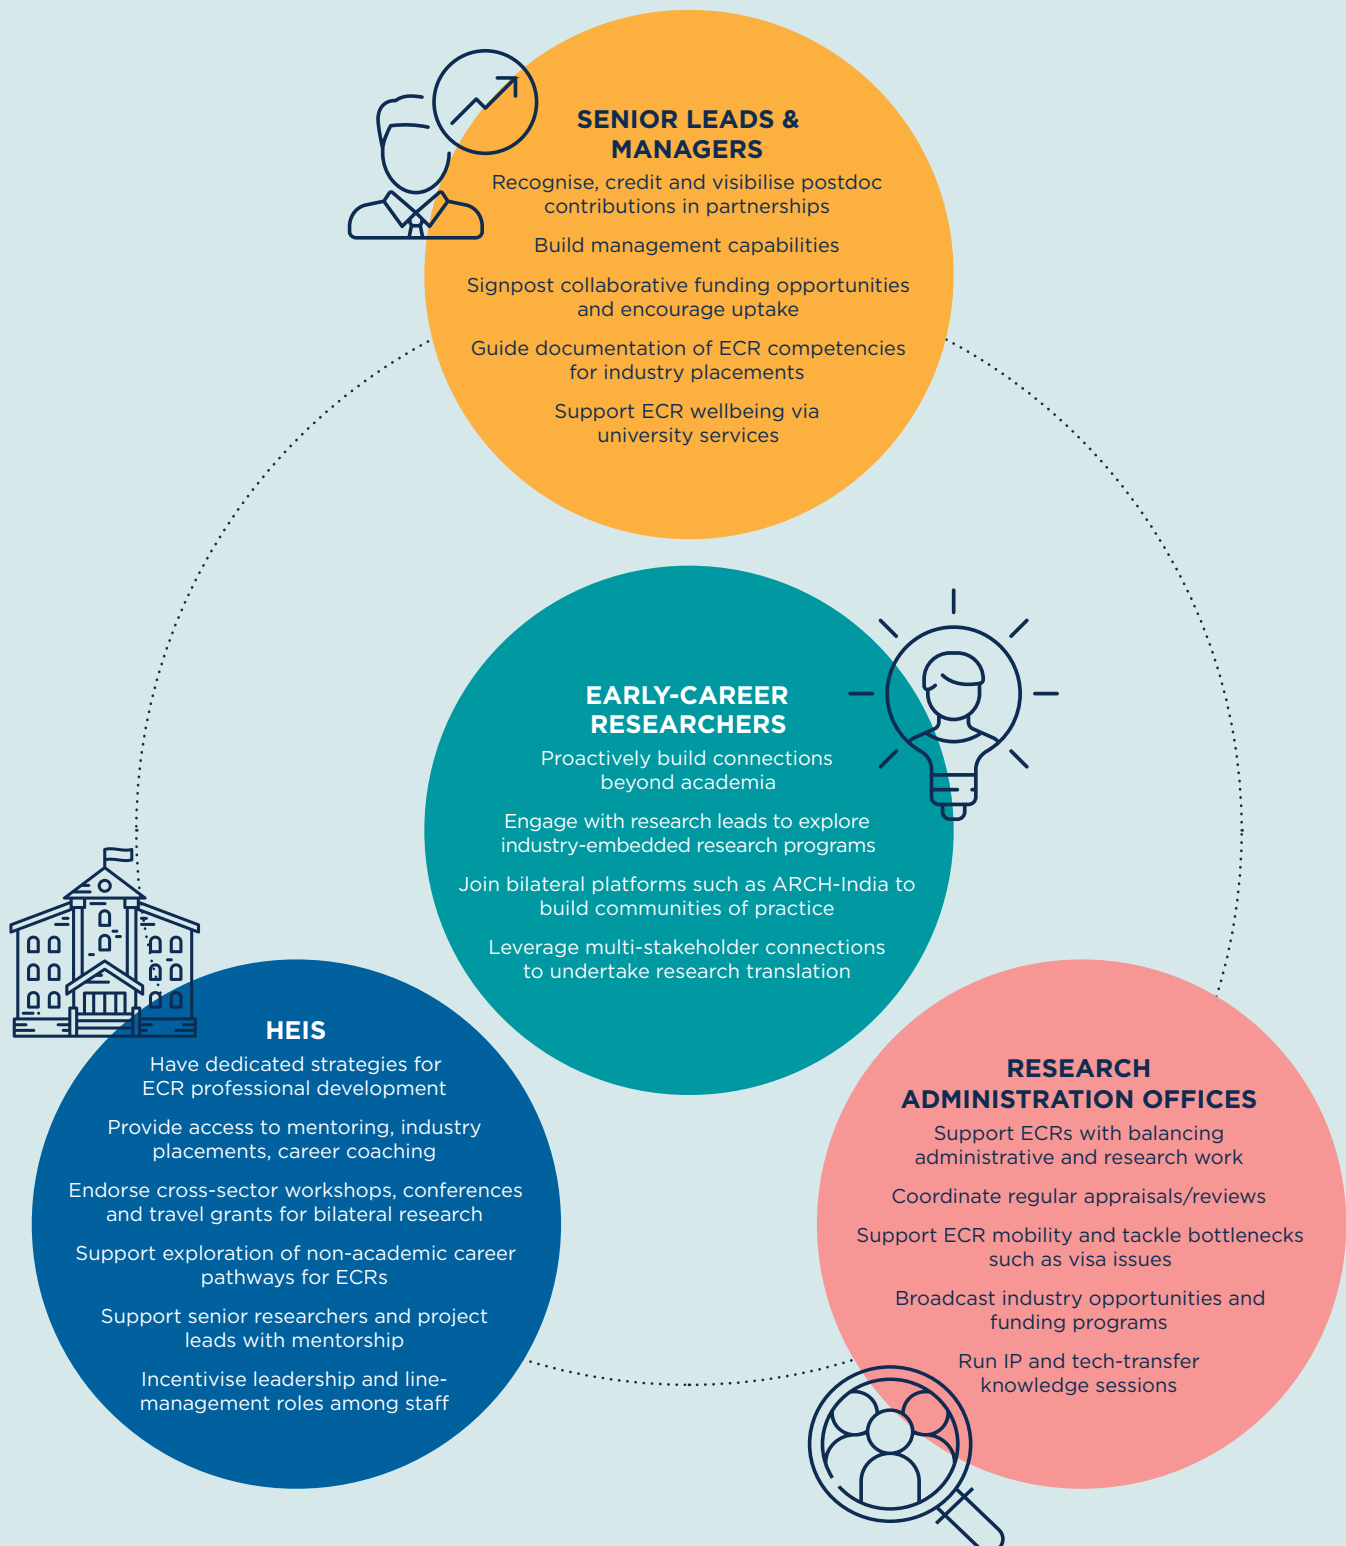 SENIOR LEADS &
MANAGERS
Recognise, credit and visibilise postdoc
contributions in partnerships
Build management capabilities
Signpost collaborative funding opportunities
and encourage uptake
Guide documentation of ECR competencies
for industry placements
Support ECR wellbeing via
university services
EARLY-CAREER
RESEARCHERS
Proactively build connections
beyond academia
Engage with research leads to explore
industry-embedded research programs
Join bilateral platforms such as ARCH-India to
build communities of practice
Leverage multi-stakeholder connections
to undertake research translation
HEIS
Have dedicated strategies for
ECR professional development
Provide access to mentoring, industry
placements, career coaching
Endorse cross-sector workshops, conferences
and travel grants for bilateral research
Support exploration of non-academic career
pathways for ECRs
Support senior researchers and project
leads with mentorship
Incentivise leadership and line-
management roles among staff
RESEARCH
ADMINISTRATION OFFICES
Support ECRs with balancing
administrative and research work
Coordinate regular appraisals/reviews
Support ECR mobility and tackle bottlenecks
such as visa issues
Broadcast industry opportunities and
funding programs
Run IP and tech-transfer
knowledge sessions